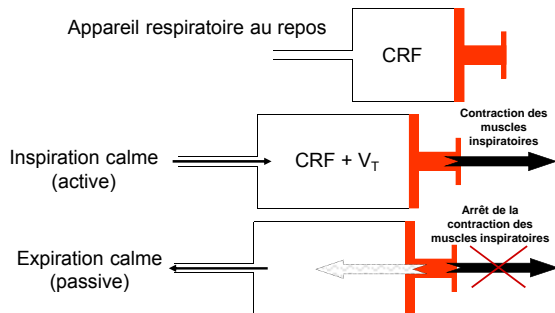 Appareil respiratoire au repos
CRF
Contraction des
muscles
inspiratoires
Inspiration calme
(active)
CRF + V_T
Arrêt de la
contraction des
muscles inspiratoires
Expiration calme
(passive)